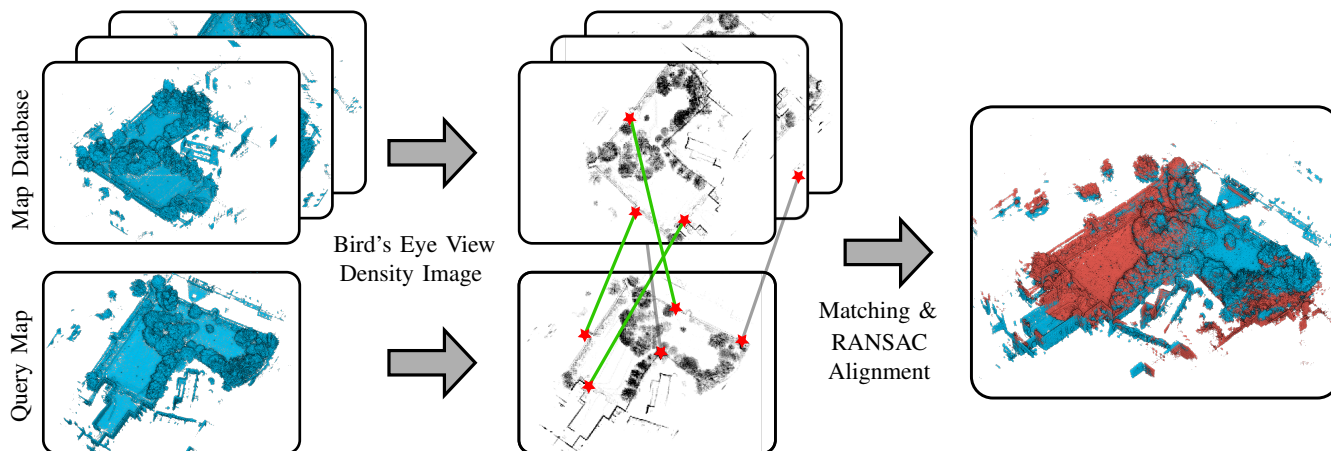 Map Database
Query Map
Bird's Eye View
Density Image
Matching &
RANSAC
Alignment